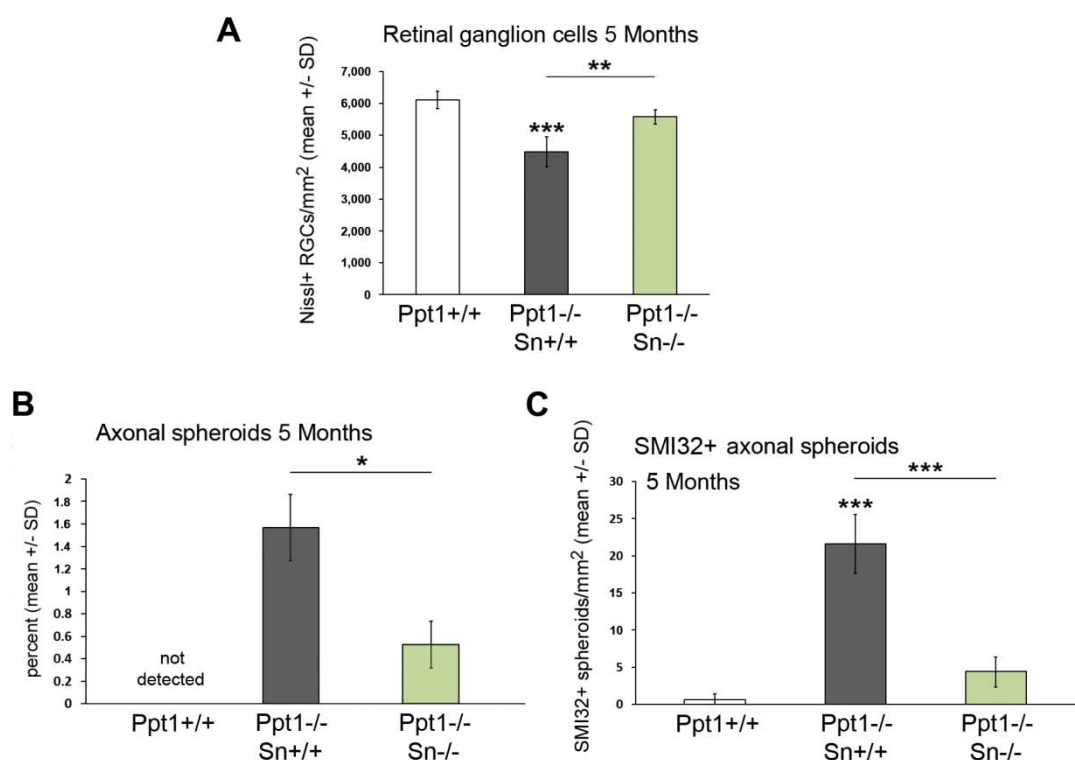 A
Retinal ganglion cells 5 Months
Nissl+ RGCs/mm² (mean +/- SD)
7,000
6,000
5,000
4,000
3,000
2,000
1,000
0
**
***
Ppt1+/+
Ppt1-/-
Sn+/+
Ppt1-/-
Sn-/-
B
Axonal spheroids 5 Months
percent (mean +/- SD)
2
1.8
1.6
1.4
1.2
1
0.8
0.6
0.4
0.2
0
*
not
detected
Ppt1+/+
Ppt1-/-
Sn+/+
Ppt1-/-
Sn-/-
C
SMI32+ axonal spheroids
5 Months
SMI32+ spheroids/mm² (mean +/- SD)
30
25
20
15
10
5
0
***
***
Ppt1+/+
Ppt1-/-
Sn+/+
Ppt1-/-
Sn-/-